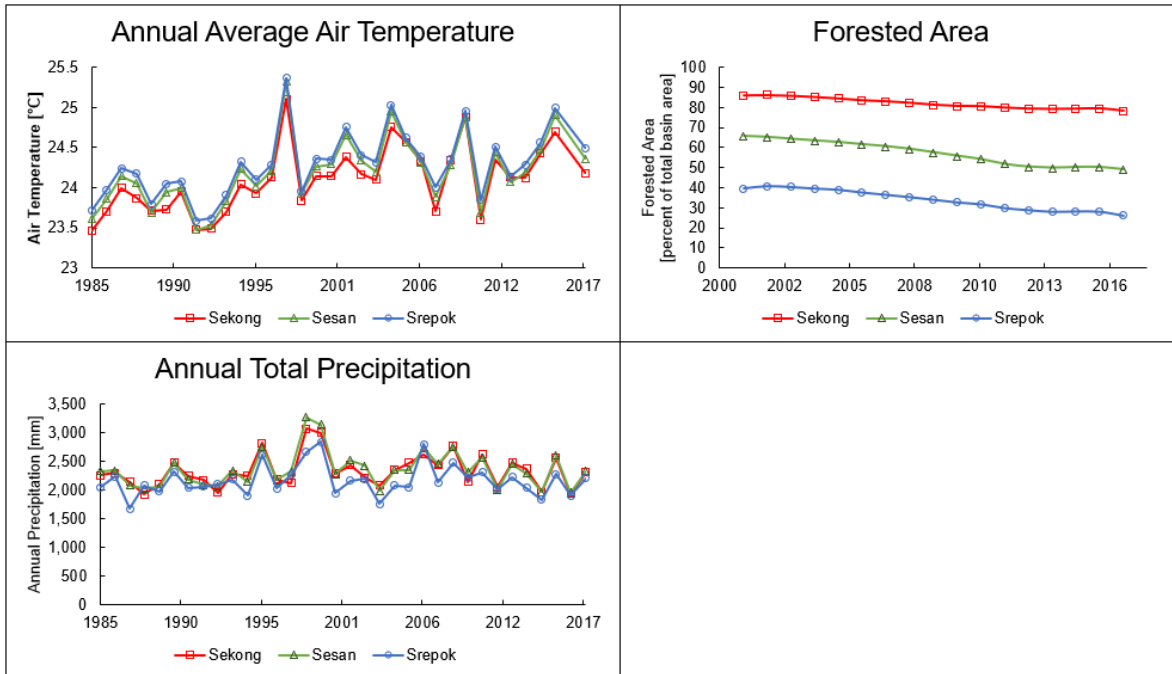 Annual Average Air Temperature
Air Temperature [°C]
25.5
25
24.5
24
23.5
23
1985 1990 1995 2001 2006 2012 2017
Sekong Sesan Srepok
Forested Area
Forested Area
[percent of total basin area]
100
90
80
70
60
50
40
30
20
10
0
2000 2002 2005 2008 2010 2013 2016
Sekong Sesan Srepok
Annual Total Precipitation
Annual Precipitation [mm]
3,500
3,000
2,500
2,000
1,500
1,000
500
0
1985 1990 1995 2001 2006 2012 2017
Sekong Sesan Srepok